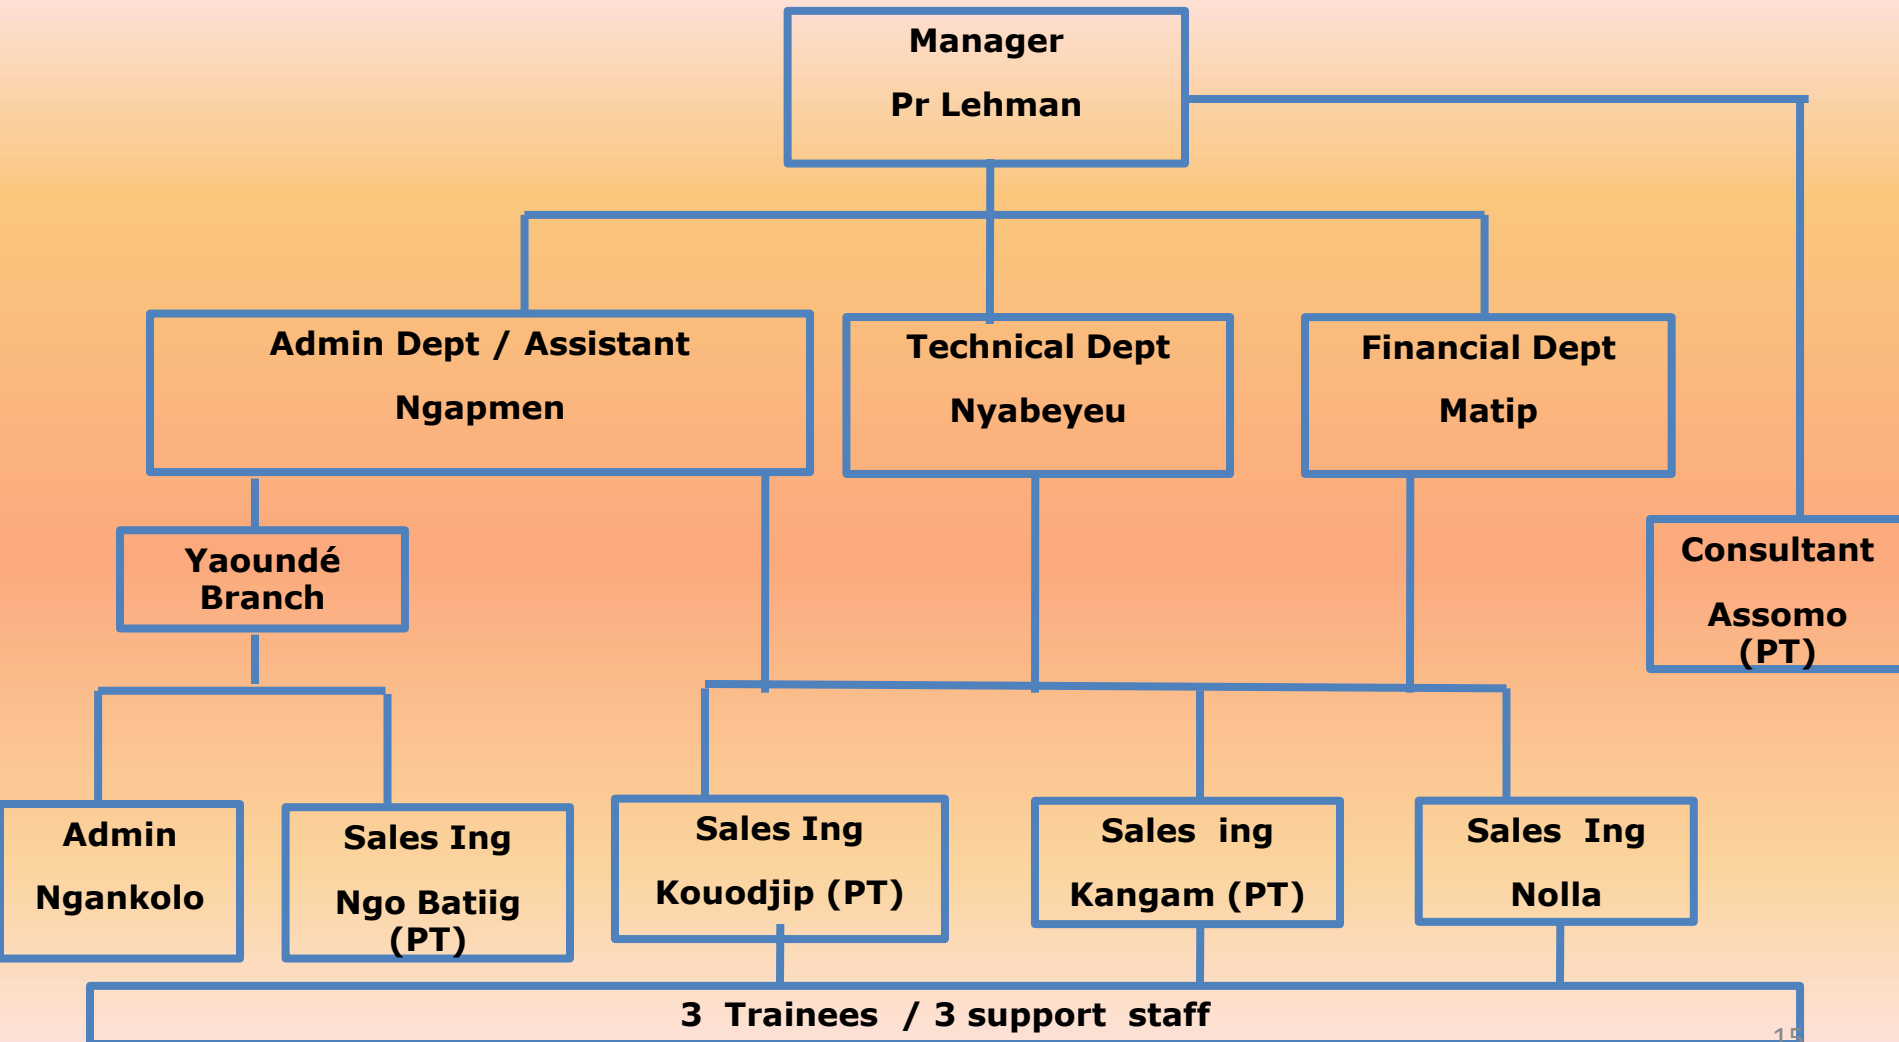 Manager
Pr Lehman
Admin Dept / Assistant
Ngapmen
Technical Dept
Nyabeyeu
Financial Dept
Matip
Yaoundé
Branch
Consultant
Assomo
(PT)
Admin
Ngankolo
Sales Ing
Ngo Batiig
(PT)
Sales Ing
Kouodjip (PT)
Sales ing
Kangam (PT)
Sales Ing
Nolla
3 Trainees / 3 support staff
15